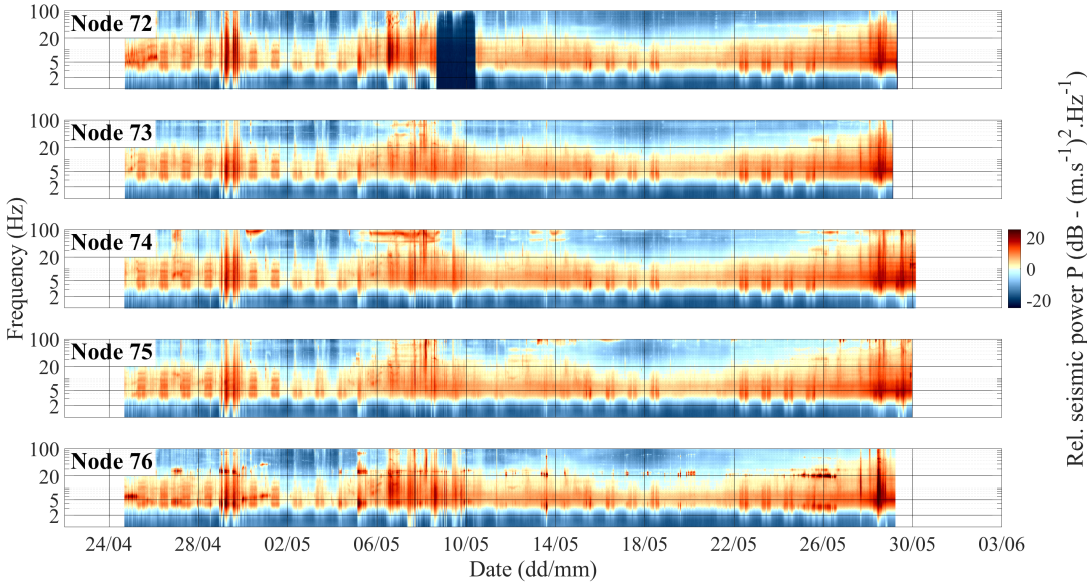 100
20
5
2
Node 72
100
20
5
2
Node 73
100
20
5
2
Node 74
100
20
5
2
Node 75
100
20
5
2
Node 76
Frequency (Hz)
24/04 28/04 02/05 06/05 10/05 14/05 18/05 22/05 26/05 30/05 03/06
Date (dd/mm)
20
0
-20
Rel. seismic power P (dB - (m.s⁻¹)².Hz⁻¹)